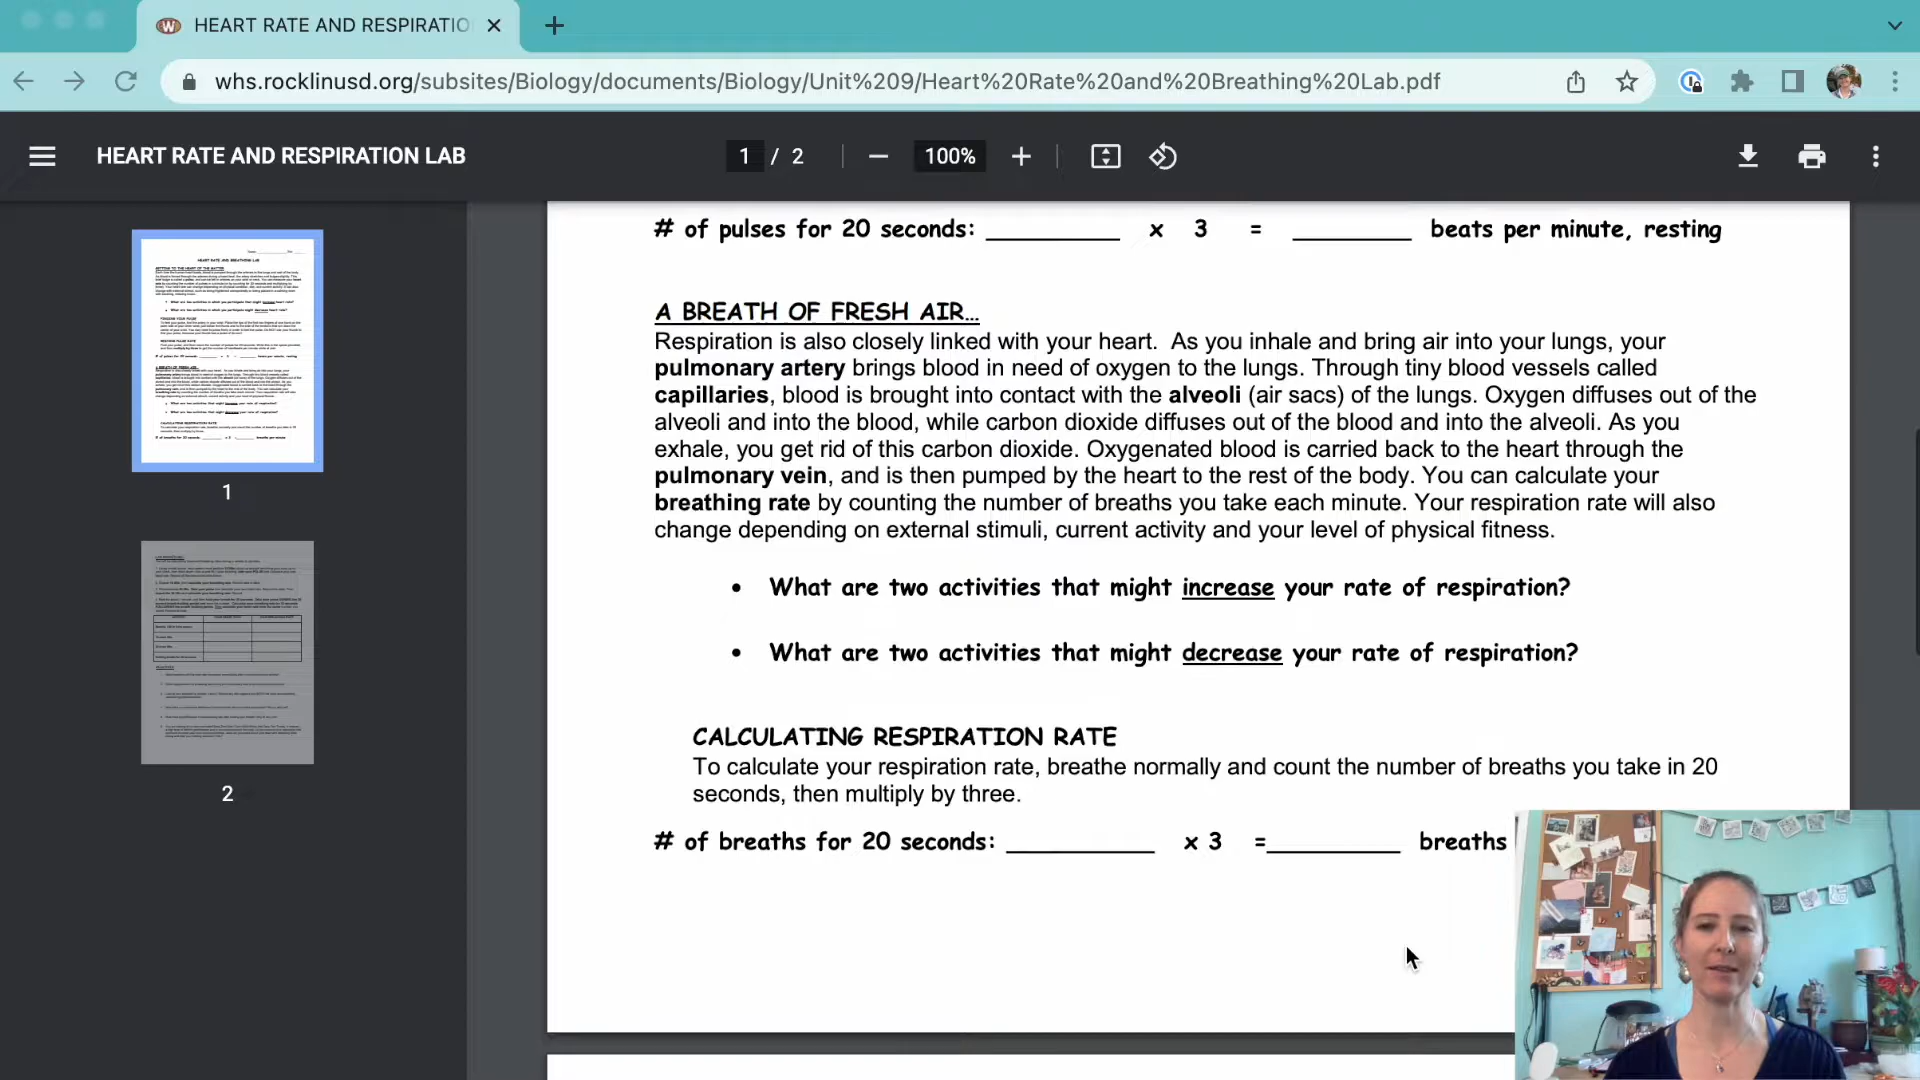 HEART RATE AND RESPIRATIO
whs.rocklinusd.org/subsites/Biology/documents/Biology/Unit%209/Heart%20Rate%20and%20Breathing%20Lab.pdf
HEART RATE AND RESPIRATION LAB
1 / 2
100%
# of pulses for 20 seconds: __________ x 3 = _________ beats per minute, resting
A BREATH OF FRESH AIR…
Respiration is also closely linked with your heart. As you inhale and bring air into your lungs, your
pulmonary artery brings blood in need of oxygen to the lungs. Through tiny blood vessels called
capillaries, blood is brought into contact with the alveoli (air sacs) of the lungs. Oxygen diffuses out of the
alveoli and into the blood, while carbon dioxide diffuses out of the blood and into the alveoli. As you
exhale, you get rid of this carbon dioxide. Oxygenated blood is carried back to the heart through the
pulmonary vein, and is then pumped by the heart to the rest of the body. You can calculate your
breathing rate by counting the number of breaths you take each minute. Your respiration rate will also
change depending on external stimuli, current activity and your level of physical fitness.
• What are two activities that might increase your rate of respiration?
• What are two activities that might decrease your rate of respiration?
CALCULATING RESPIRATION RATE
To calculate your respiration rate, breathe normally and count the number of breaths you take in 20
seconds, then multiply by three.
# of breaths for 20 seconds: ___________ x 3 =__________ breaths
1
2